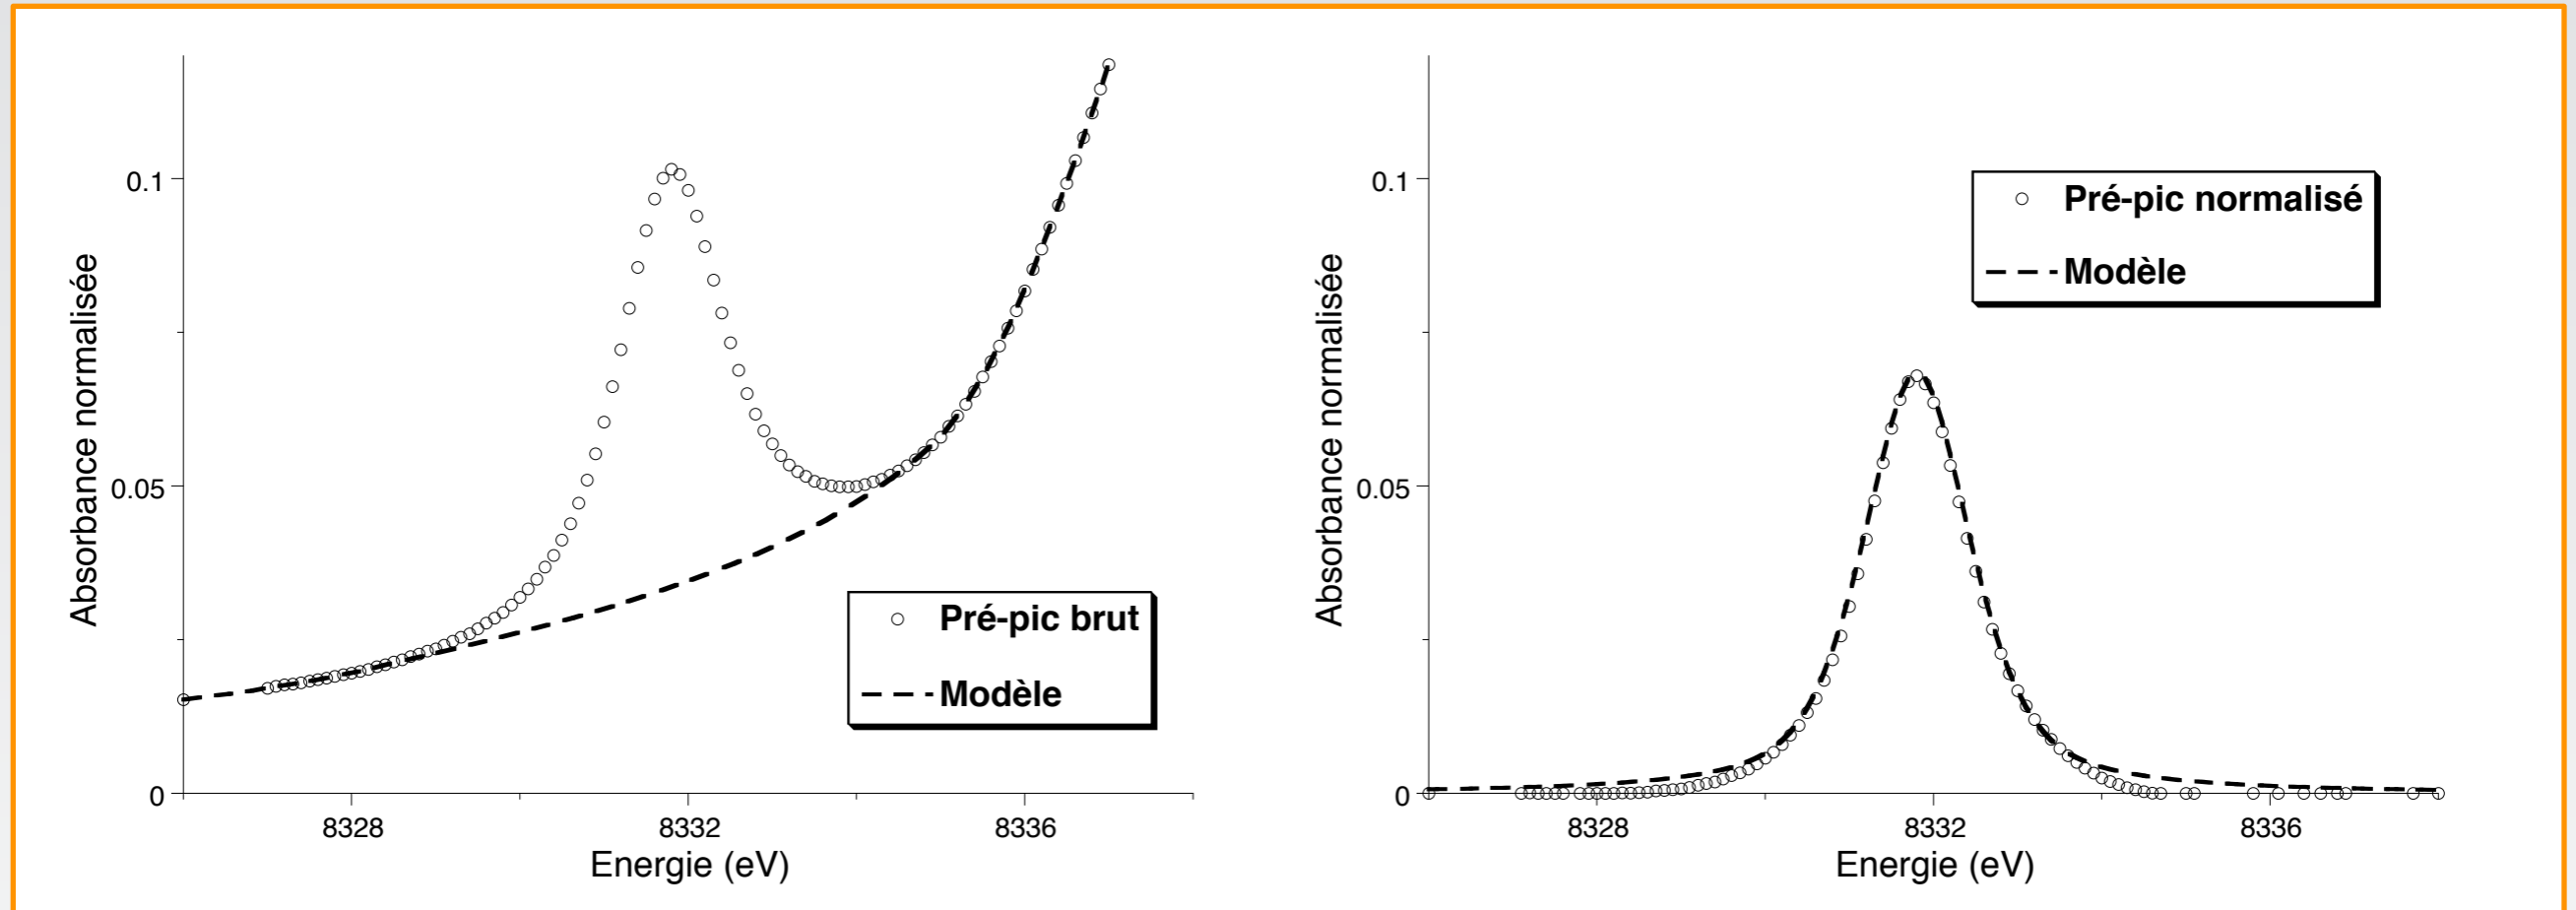 Absorbance normalisée
0.1
0.05
0
8328
8332
8336
Energie (eV)
Pré-pic brut
Modèle
Absorbance normalisée
0.1
0.05
0
8328
8332
8336
Energie (eV)
Pré-pic normalisé
Modèle